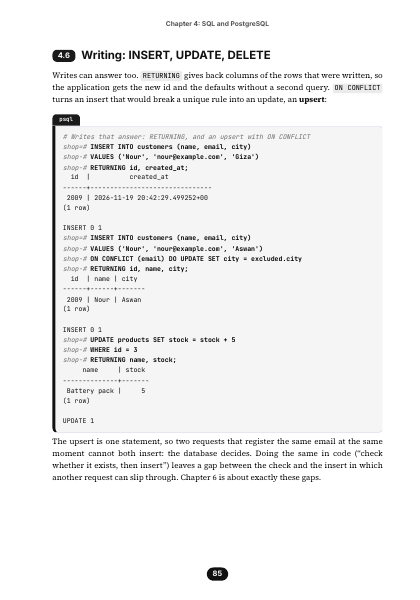 Chapter 4: SQL and PostgreSQL
4.6 Writing: INSERT, UPDATE, DELETE
Writes can answer too. RETURNING gives back columns of the rows that were written, so
the application gets the new id and the defaults without a second query. ON CONFLICT
turns an insert that would break a unique rule into an update, an upsert:
psql
# Writes that answer: RETURNING, and an upsert with ON CONFLICT
shop=# INSERT INTO customers (name, email, city)
shop-# VALUES ('Nour', 'nour@example.com', 'Giza')
shop-# RETURNING id, created_at;
  id  |          created_at
------+-------------------------------
 2009 | 2026-11-19 20:42:29.499252+00
(1 row)

INSERT 0 1
shop=# INSERT INTO customers (name, email, city)
shop-# VALUES ('Nour', 'nour@example.com', 'Aswan')
shop-# ON CONFLICT (email) DO UPDATE SET city = excluded.city
shop-# RETURNING id, name, city;
  id  | name | city
------+------+-------
 2009 | Nour | Aswan
(1 row)

INSERT 0 1
shop=# UPDATE products SET stock = stock + 5
shop-# WHERE id = 3
shop-# RETURNING name, stock;
     name     | stock
--------------+-------
 Battery pack |     5
(1 row)

UPDATE 1
The upsert is one statement, so two requests that register the same email at the same
moment cannot both insert: the database decides. Doing the same in code (“check
whether it exists, then insert”) leaves a gap between the check and the insert in which
another request can slip through. Chapter 6 is about exactly these gaps.
85